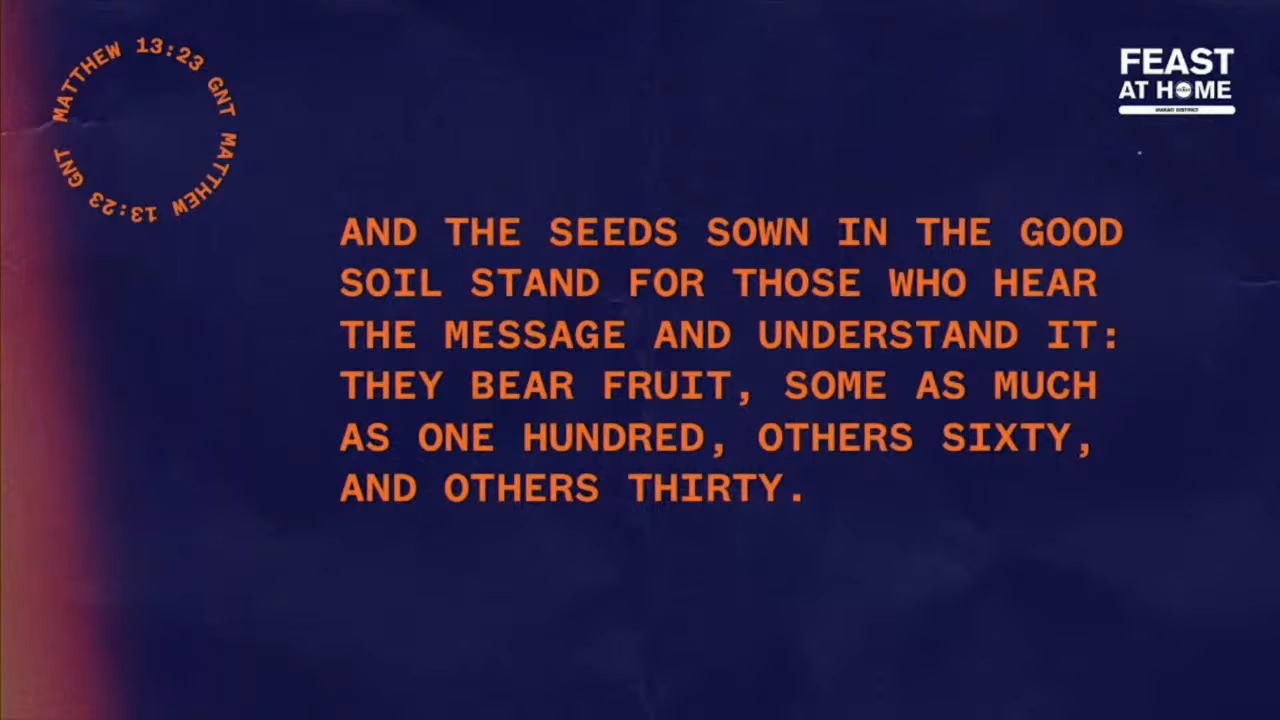 MATTHEW 13:23 GNT MATTHEW 13:23 GNT
FEAST
AT HOME
AND THE SEEDS SOWN IN THE GOOD
SOIL STAND FOR THOSE WHO HEAR
THE MESSAGE AND UNDERSTAND IT:
THEY BEAR FRUIT, SOME AS MUCH
AS ONE HUNDRED, OTHERS SIXTY,
AND OTHERS THIRTY.